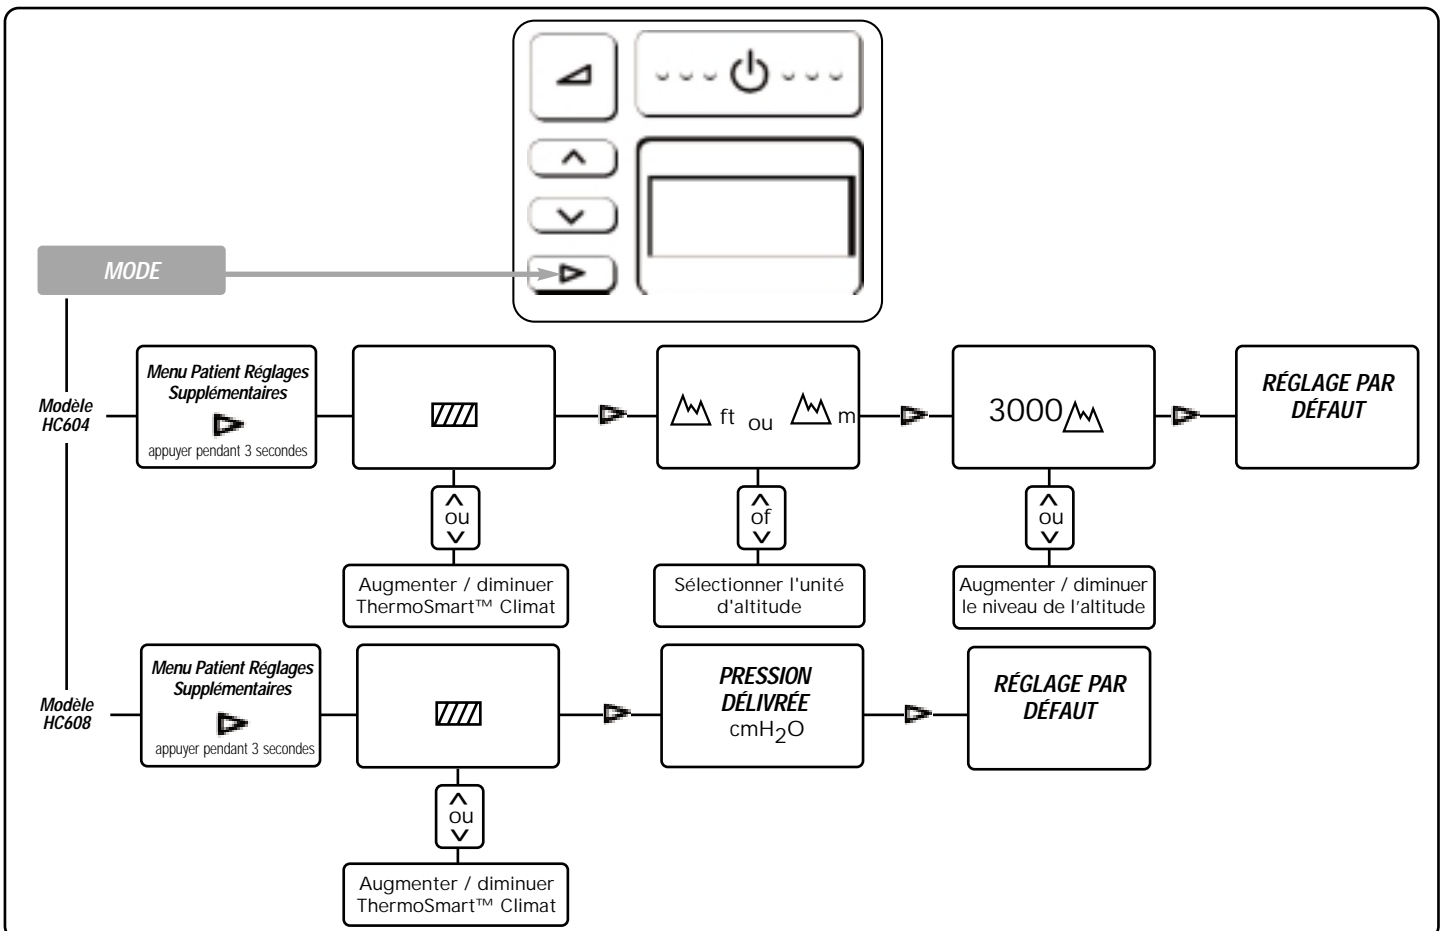 MODE
Modèle
HC604
Menu Patient Réglages
Supplémentaires
appuyer pendant 3 secondes
ft ou m
3000
RÉGLAGE PAR
DÉFAUT
ou
of
ou
Augmenter / diminuer
ThermoSmart™ Climat
Sélectionner l'unité
d'altitude
Augmenter / diminuer
le niveau de l'altitude
Modèle
HC608
Menu Patient Réglages
Supplémentaires
appuyer pendant 3 secondes
PRESSION
DÉLIVRÉE
cmH2O
RÉGLAGE PAR
DÉFAUT
ou
Augmenter / diminuer
ThermoSmart™ Climat